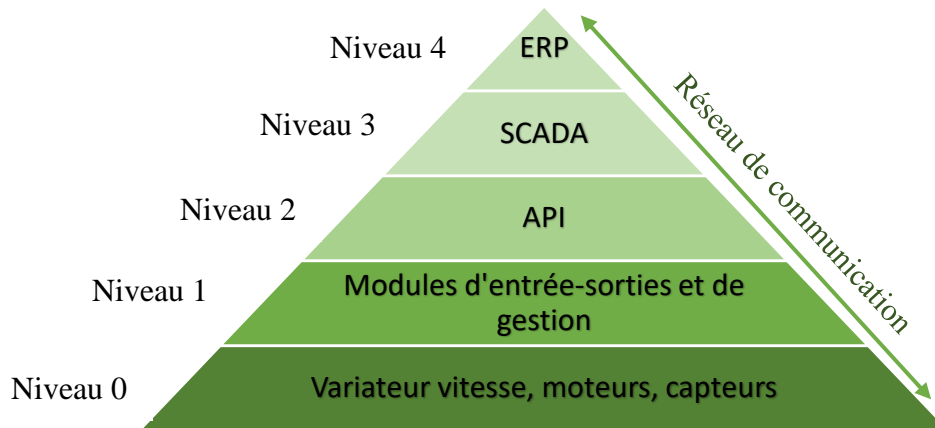 Niveau 4
ERP
Niveau 3
SCADA
Niveau 2
API
Niveau 1
Modules d'entrée-sorties et de
gestion
Niveau 0
Variateur vitesse, moteurs, capteurs
Réseau de communication